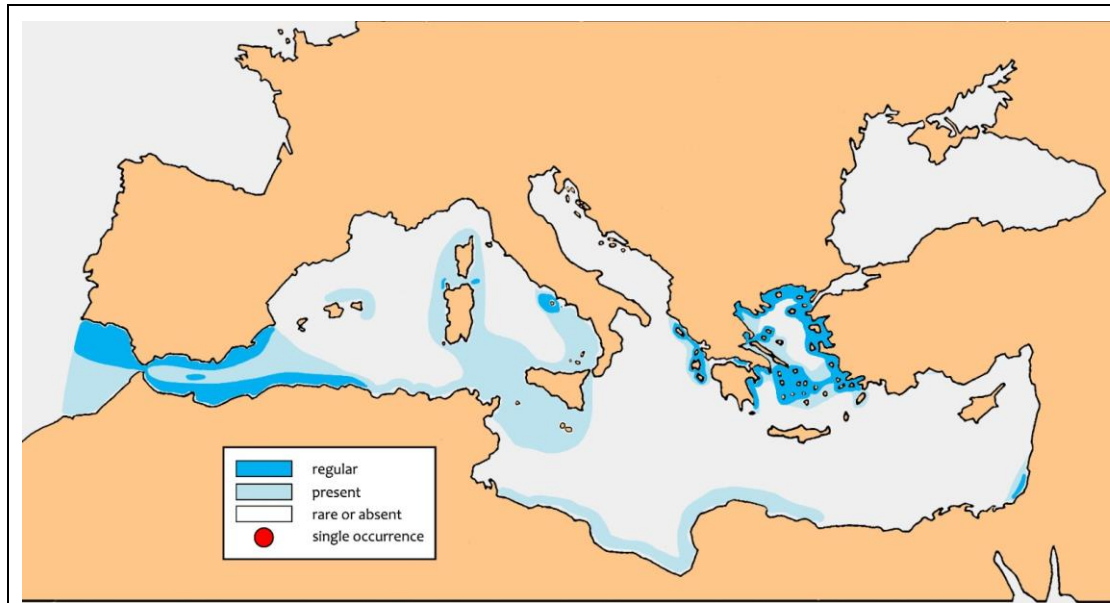 regular
present
rare or absent
single occurrence